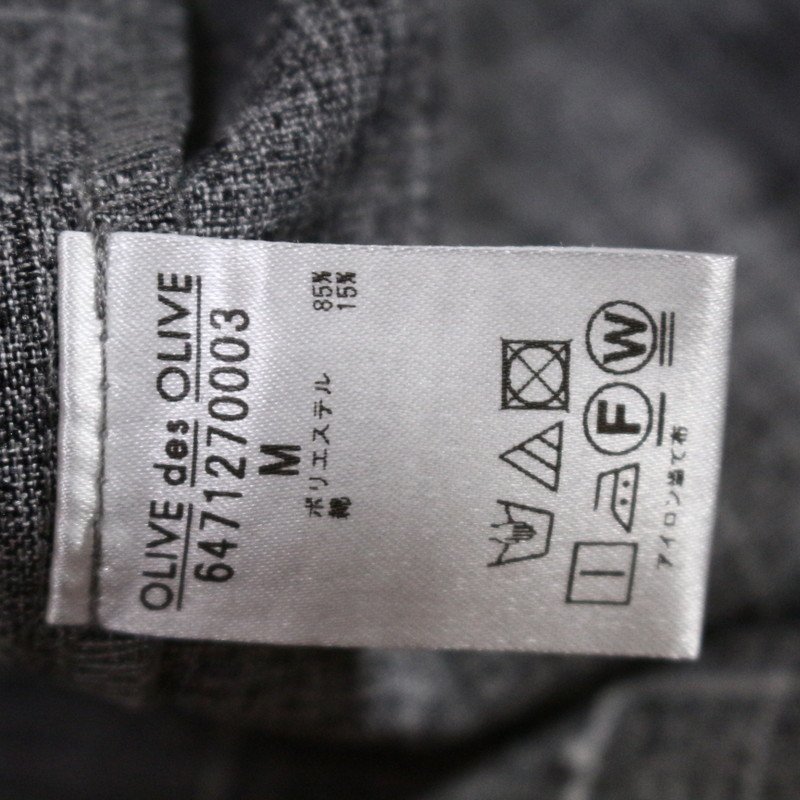 OLIVE des OLIVE
6471270003
M
ポリエステル 85%
綿 15%
W
F
アイロン当て布